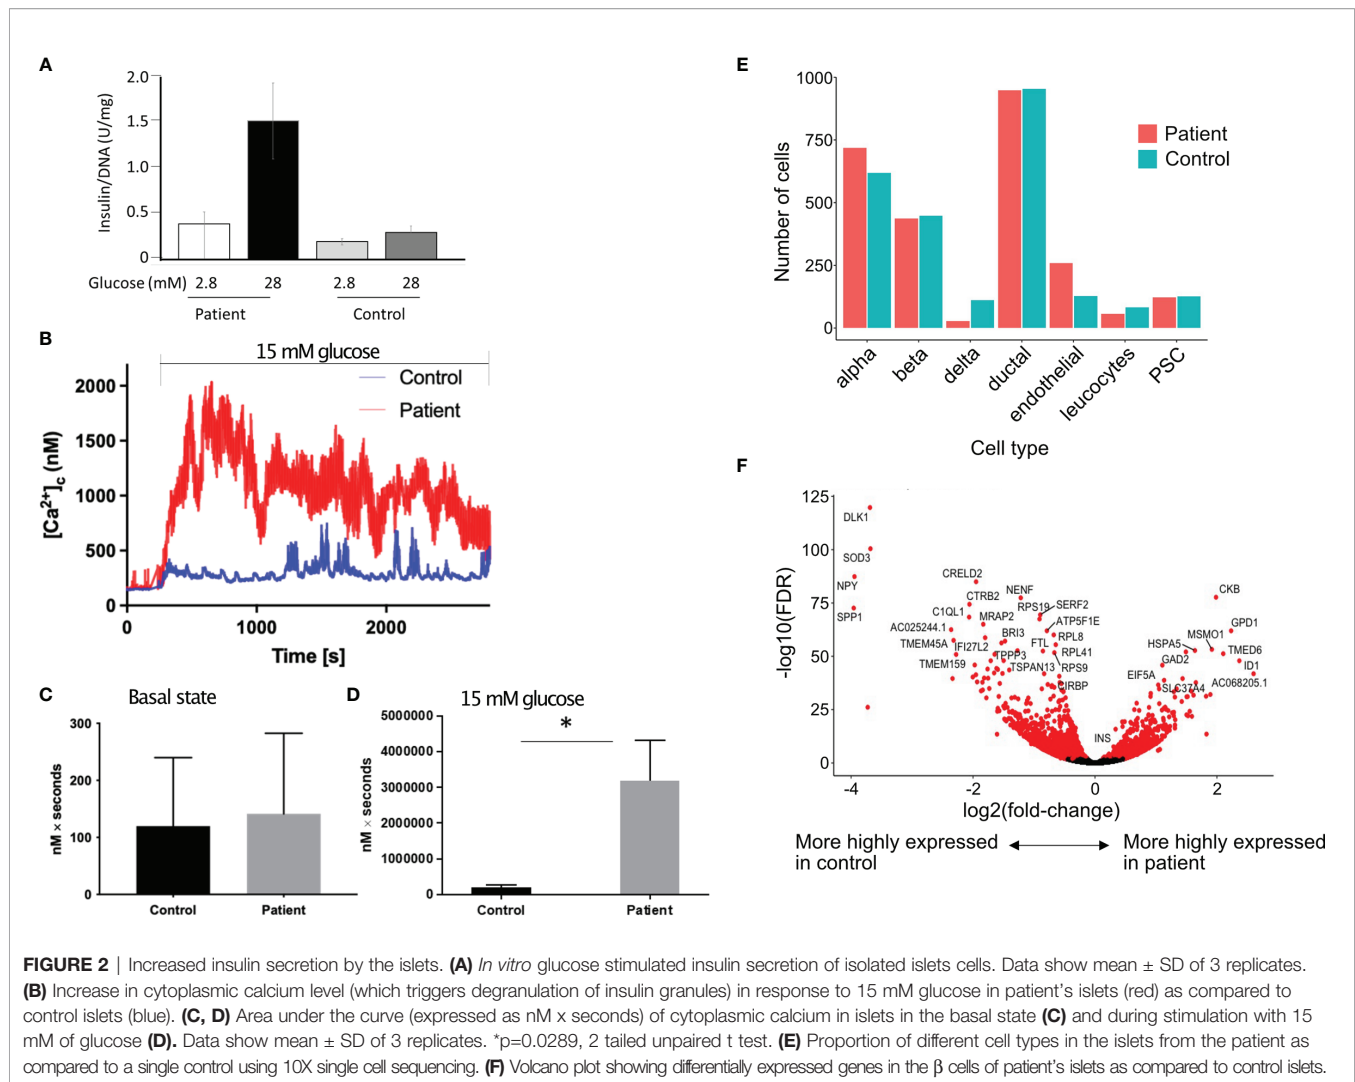 A
2.0
1.5
1.0
0.5
0
Insulin/DNA (U/mg)
Glucose (mM) 2.8 28 2.8 28
Patient Control
B
15 mM glucose
Control
Patient
2000
1500
1000
500
0
[Ca²⁺]c (nM)
0 1000 2000
Time [s]
C
Basal state
300
200
100
0
nM × seconds
Control Patient
D
15 mM glucose
*
5000000
4000000
3000000
2000000
1000000
0
nM × seconds
Control Patient
E
1000
750
500
250
0
Number of cells
Patient
Control
alpha
beta
delta
ductal
endothelial
leucocytes
PSC
Cell type
F
125
100
75
50
25
0
-log10(FDR)
DLK1
SOD3
NPY
SPP1
CRELD2
CTRB2
C1QL1
MRAP2
AC025244.1
TMEM45A
IFI27L2
TMEM159
NENF
RPS19
SERF2
ATP5F1E
BRI3
FTL
RPL8
TPPP3
RPL41
TSPAN13
RPS9
CIRBP
INS
CKB
GPD1
MSMO1
HSPA5
TMED6
GAD2
ID1
EIF5A
SLC37A4
AC068205.1
-4 -2 0 2
log2(fold-change)
More highly expressed
in control
More highly expressed
in patient
FIGURE 2 | Increased insulin secretion by the islets. (A) In vitro glucose stimulated insulin secretion of isolated islets cells. Data show mean ± SD of 3 replicates.
(B) Increase in cytoplasmic calcium level (which triggers degranulation of insulin granules) in response to 15 mM glucose in patient's islets (red) as compared to
control islets (blue). (C, D) Area under the curve (expressed as nM x seconds) of cytoplasmic calcium in islets in the basal state (C) and during stimulation with 15
mM of glucose (D). Data show mean ± SD of 3 replicates. *p=0.0289, 2 tailed unpaired t test. (E) Proportion of different cell types in the islets from the patient as
compared to a single control using 10X single cell sequencing. (F) Volcano plot showing differentially expressed genes in the β cells of patient's islets as compared to control islets.